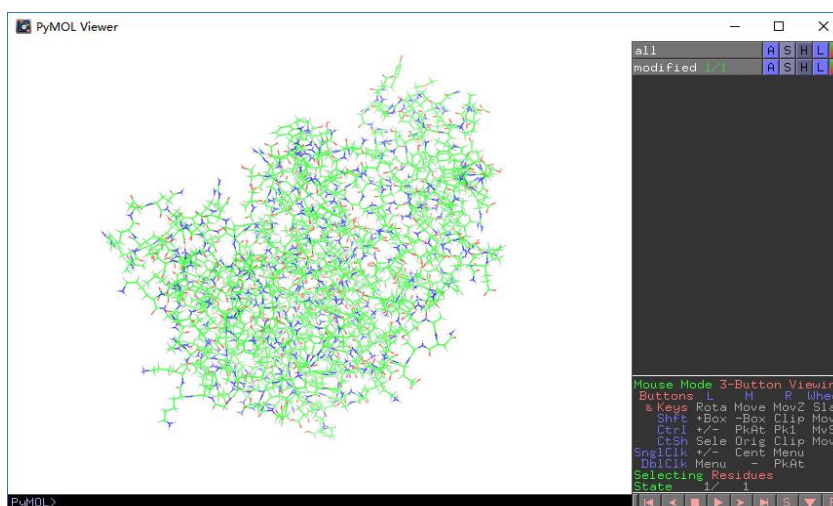 PyMOL Viewer
all A S H L
modified 1/1 A S H L
Mouse Mode 3-Button Viewin
Buttons L M R Whee
& Keys Rota Move MovZ Sla
Shft +Box -Box Clip Mov
Ctrl +/- PkAt Pk1 MvS
CtSh Sele Orig Clip Mov
SnglClk +/- Cent Menu
DblClk Menu - PkAt
Selecting Residues
State 1/ 1
PyMOL>
S